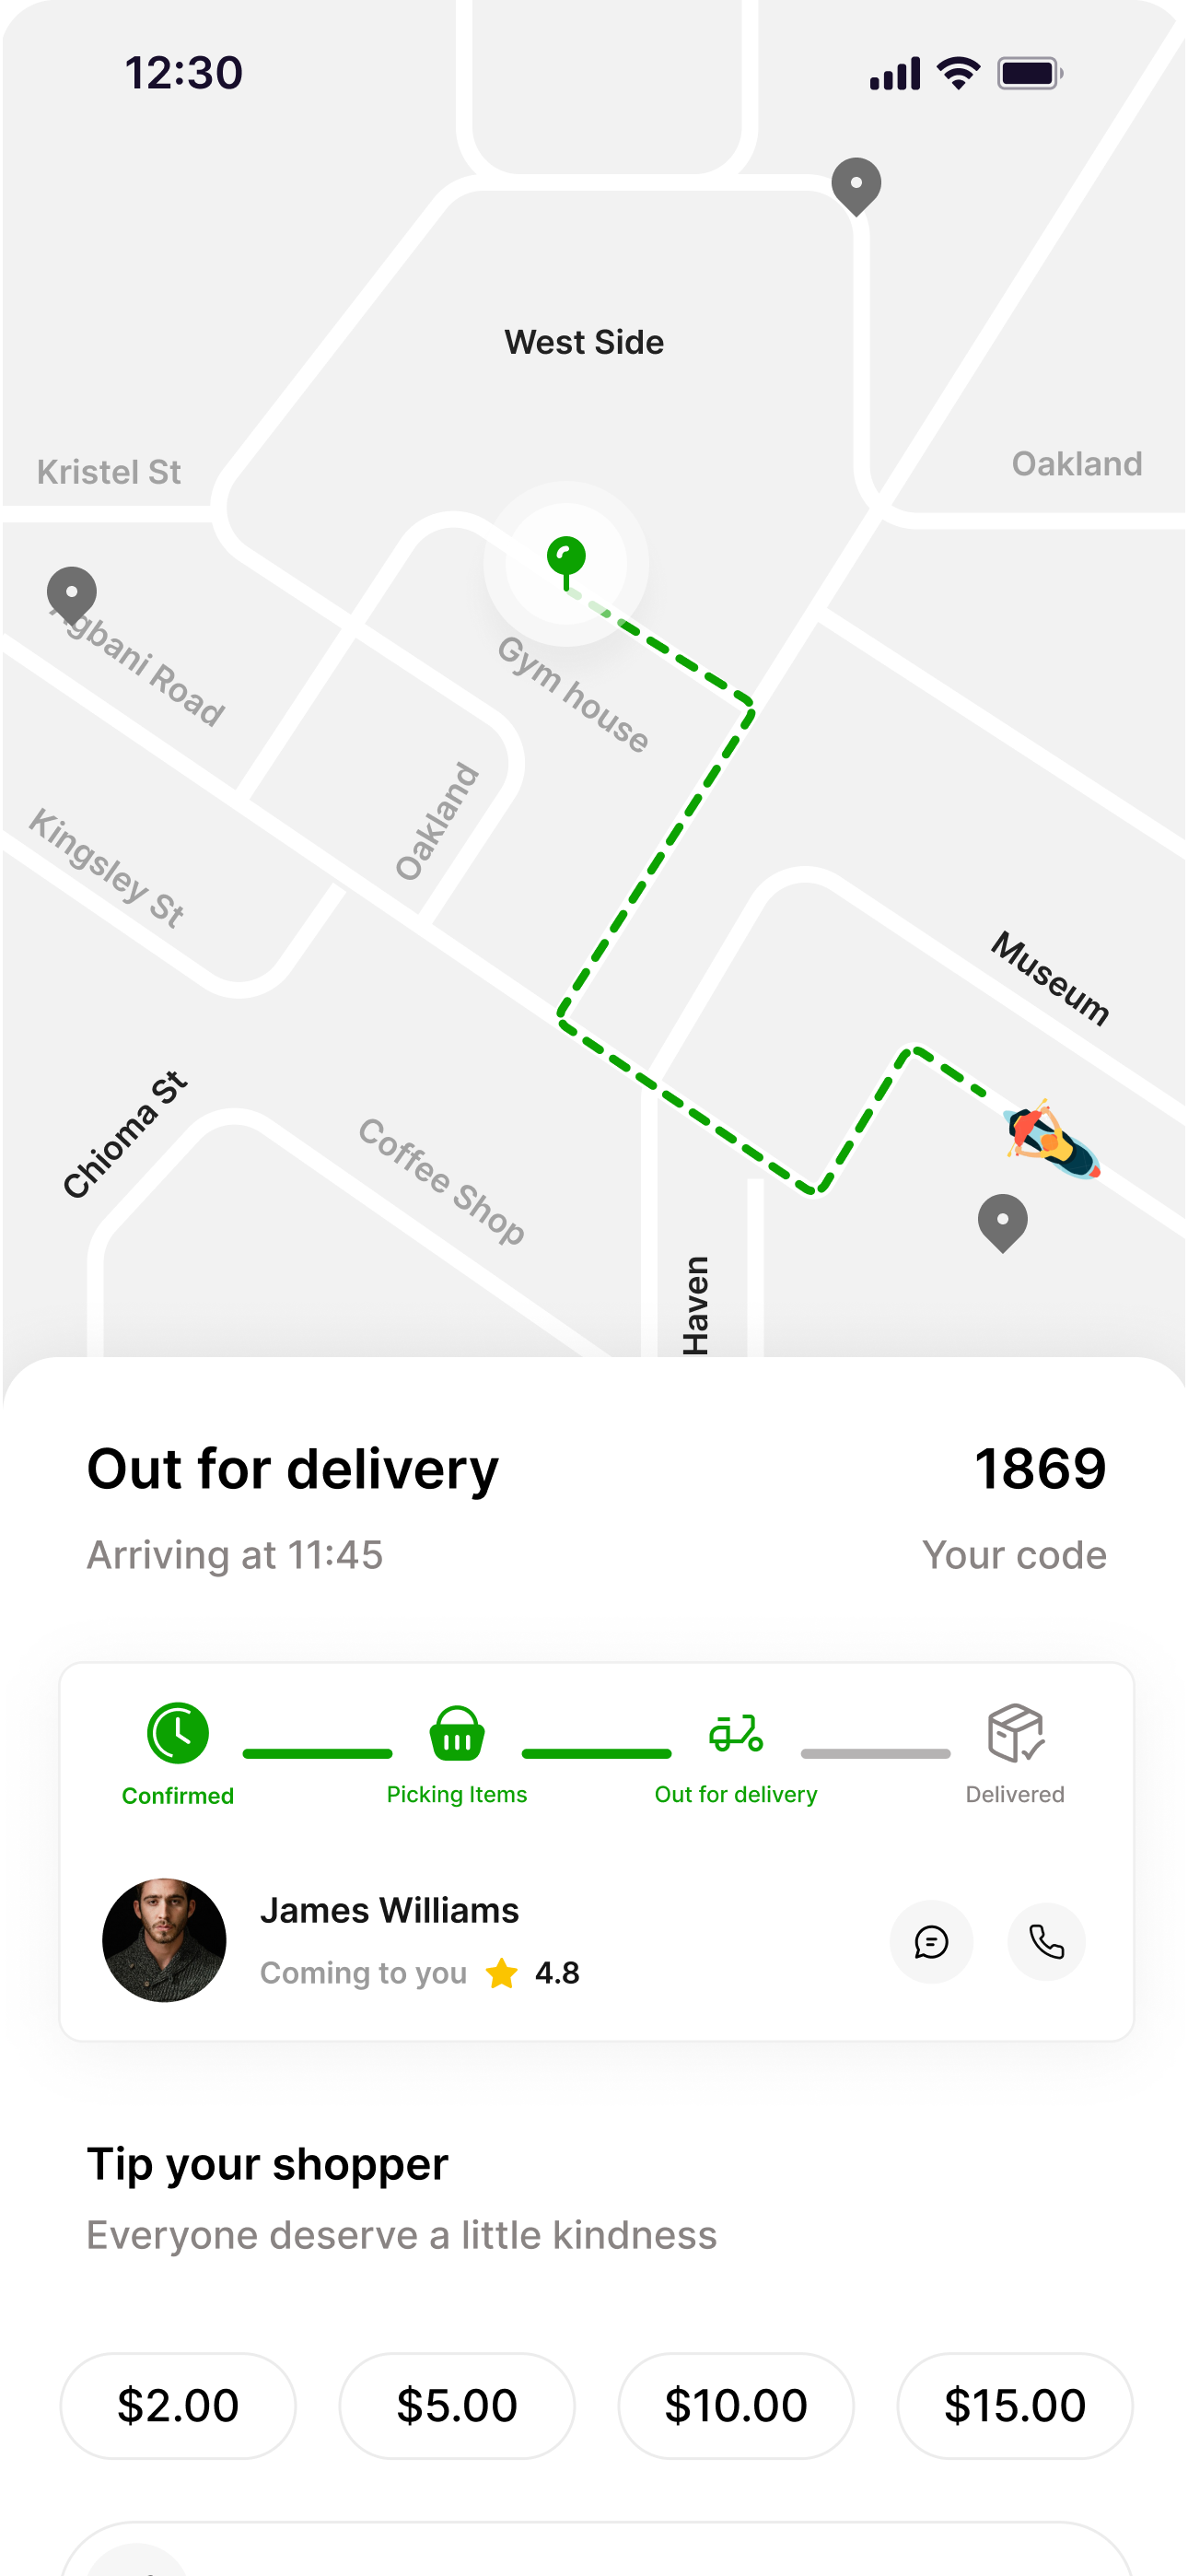 12:30
West Side
Kristel St
Oakland
Agbani Road
Gym house
Oakland
Kingsley St
Museum
Chioma St
Coffee Shop
Haven
Out for delivery 1869
Arriving at 11:45 Your code
Confirmed Picking Items Out for delivery Delivered
James Williams
Coming to you 4.8
Tip your shopper
Everyone deserve a little kindness
$2.00 $5.00 $10.00 $15.00